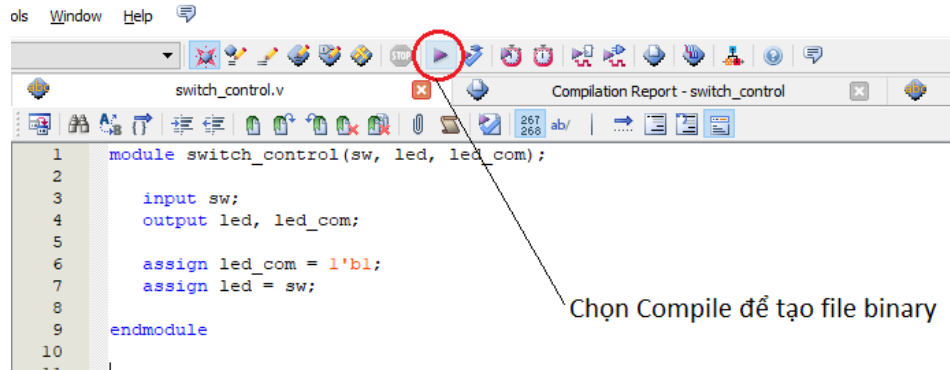 ols Window Help
STOP
switch_control.v Compilation Report - switch_control
267
268 ab/
1 module switch_control(sw, led, led_com);
2
3 input sw;
4 output led, led_com;
5
6 assign led_com = 1'b1;
7 assign led = sw;
8
9 endmodule
10
11
Chọn Compile để tạo file binary